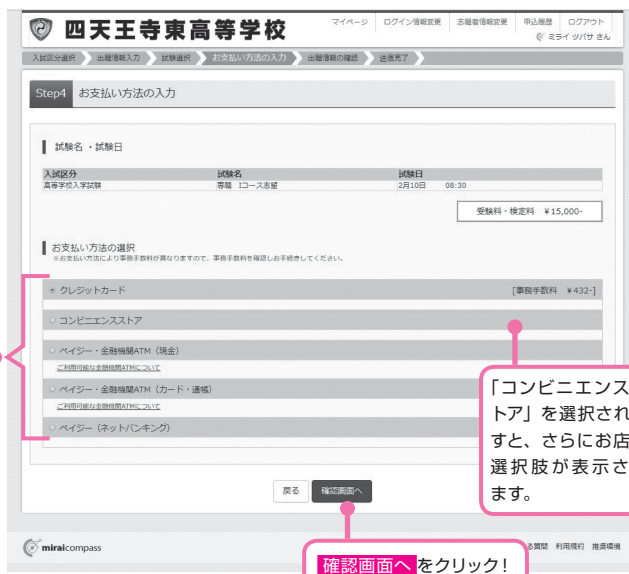 四天王寺東高等学校
マイページ ログイン情報変更 志願者情報変更 申込履歴 ログアウト
ミライ ツバサ さん
入試区分選択 出願情報入力 試験選択 お支払い方法の入力 出願情報の確認 送信完了
Step4 お支払い方法の入力
試験名 ・試験日
入試区分 試験名 試験日
高等学校入学試験 専願 Iコース志望 2月10日 08:30
受験料・検定料 ¥15,000-
お支払い方法の選択
※お支払い方法により事務手数料が異なりますので、事務手数料を確認しお手続きしてください。
クレジットカード [事務手数料 ¥432-]
コンビニエンスストア
ペイジー・金融機関ATM（現金）
ご利用可能な金融機関ATMについて
ペイジー・金融機関ATM（カード・通帳）
ご利用可能な金融機関ATMについて
ペイジー（ネットバンキング）
「コンビニエンス
トア」を選択され
すと、さらにお店
選択肢が表示さ
ます。
戻る 確認画面へ
miraicompass
る質問 利用規約 推奨環境
確認画面へ をクリック！